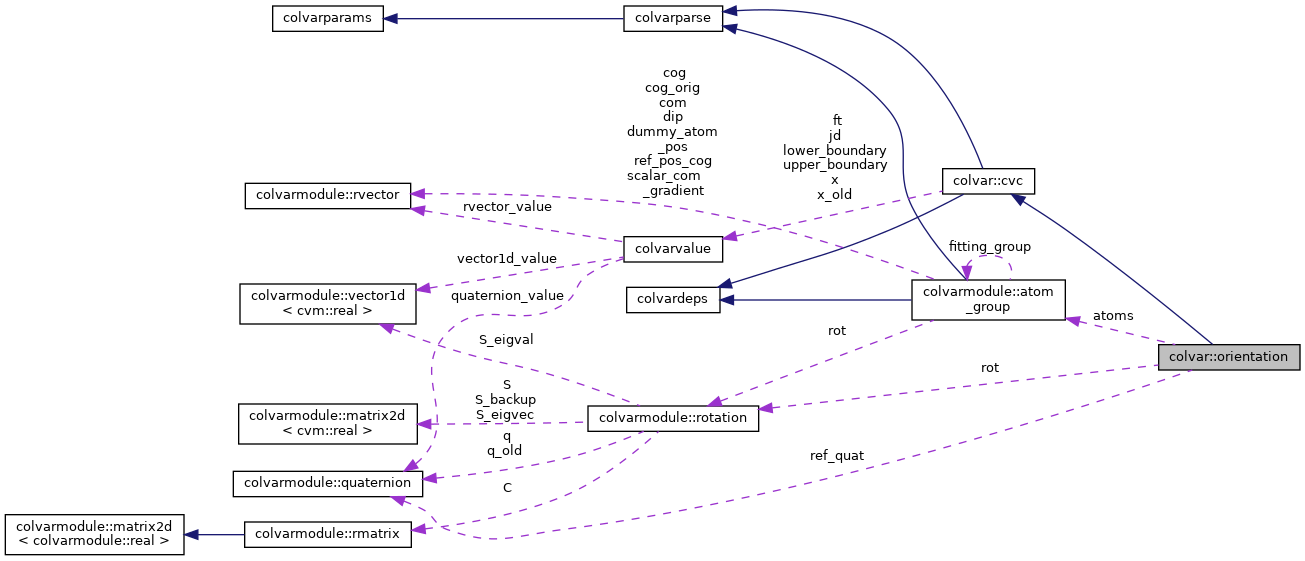 colvarparams
colvarparse
cog
cog_orig
com
dip
dummy_atom
_pos
ref_pos_cog
scalar_com
_gradient
ft
jd
lower_boundary
upper_boundary
x
x_old
colvar::cvc
colvarmodule::rvector
rvector_value
colvarvalue
fitting_group
vector1d_value
colvarmodule::vector1d
< cvm::real >
quaternion_value
colvardeps
colvarmodule::atom
_group
atoms
S_eigval
rot
colvar::orientation
rot
S
S_backup
S_eigvec
colvarmodule::matrix2d
< cvm::real >
colvarmodule::rotation
q
q_old
ref_quat
colvarmodule::quaternion
C
colvarmodule::matrix2d
< colvarmodule::real >
colvarmodule::rmatrix